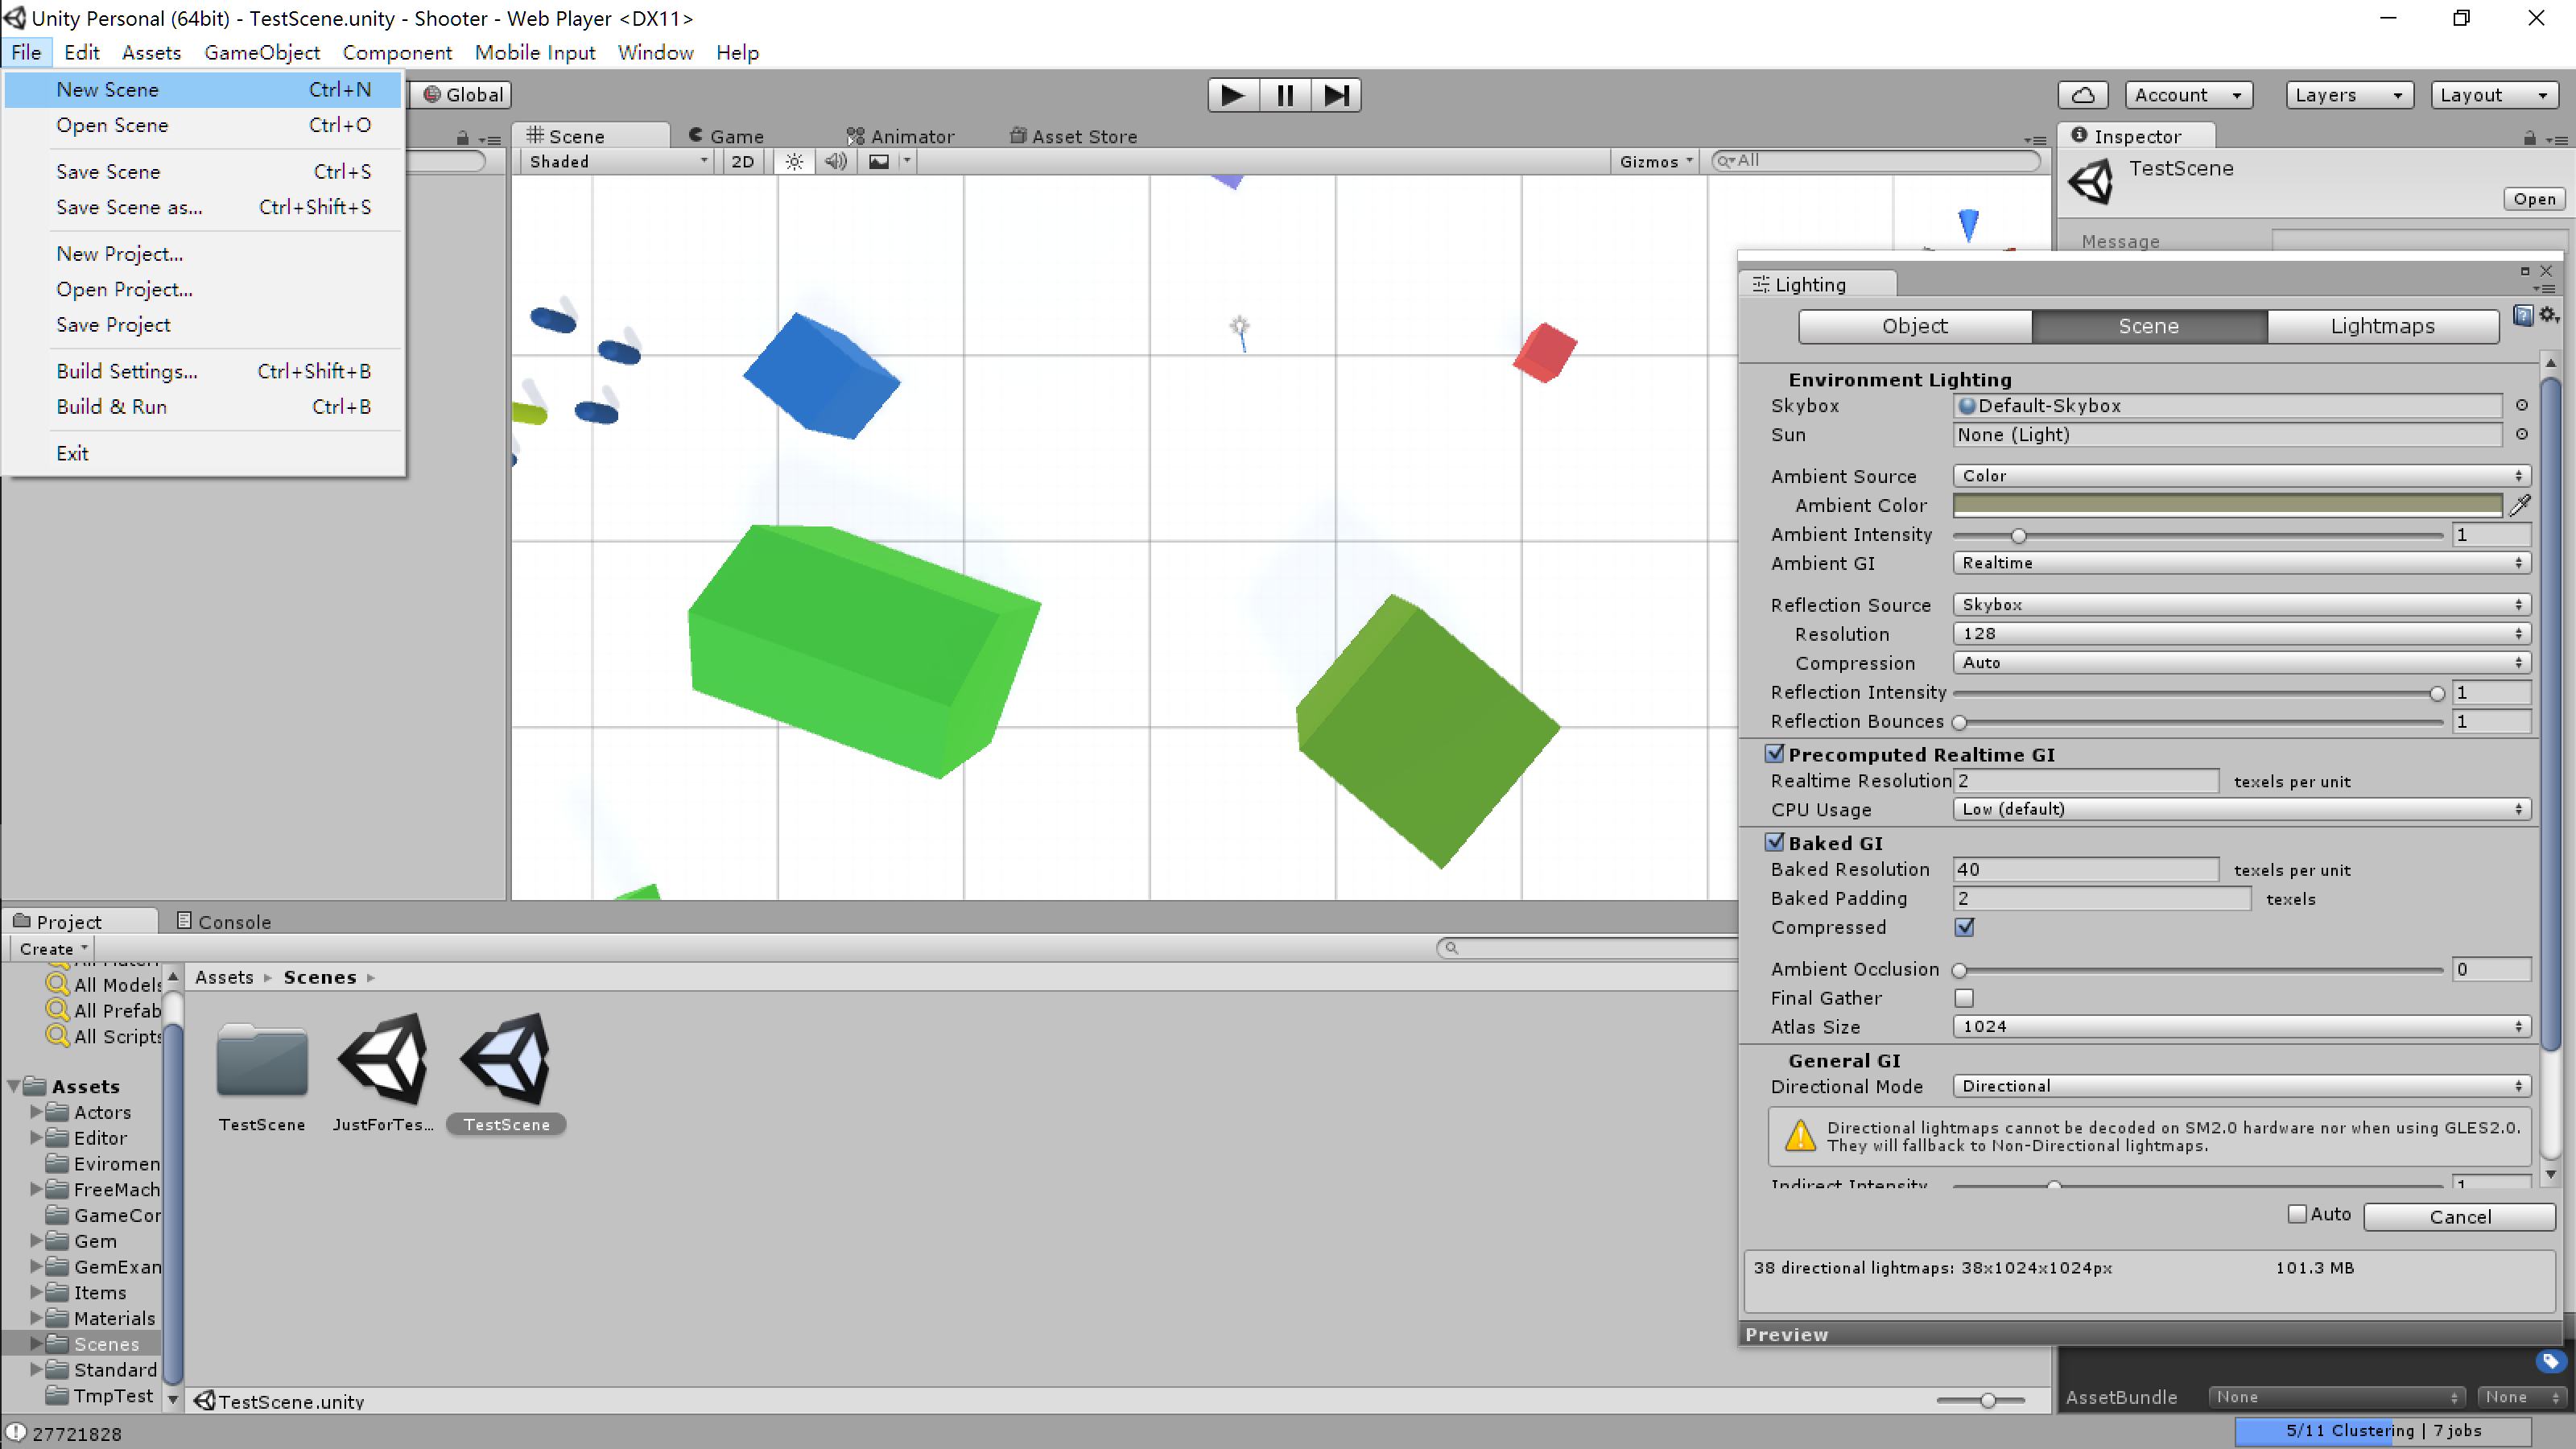 Unity Personal (64bit) - TestScene.unity - Shooter - Web Player <DX11>
File Edit Assets GameObject Component Mobile Input Window Help
New Scene Ctrl+N
Open Scene Ctrl+O
Save Scene Ctrl+S
Save Scene as... Ctrl+Shift+S
New Project...
Open Project...
Save Project
Build Settings... Ctrl+Shift+B
Build & Run Ctrl+B
Exit
Global
Account Layers Layout
Scene Game Animator Asset Store
Shaded 2D Gizmos All
Inspector
TestScene
Open
Message
Lighting
Object Scene Lightmaps
Environment Lighting
Skybox Default-Skybox
Sun None (Light)
Ambient Source Color
Ambient Color
Ambient Intensity 1
Ambient GI Realtime
Reflection Source Skybox
Resolution 128
Compression Auto
Reflection Intensity 1
Reflection Bounces 1
Precomputed Realtime GI
Realtime Resolution 2 texels per unit
CPU Usage Low (default)
Baked GI
Baked Resolution 40 texels per unit
Baked Padding 2 texels
Compressed
Ambient Occlusion 0
Final Gather
Atlas Size 1024
General GI
Directional Mode Directional
Directional lightmaps cannot be decoded on SM2.0 hardware nor when using GLES2.0.
They will fallback to Non-Directional lightmaps.
Indirect Intensity 1
Auto Cancel
38 directional lightmaps: 38x1024x1024px 101.3 MB
Preview
AssetBundle None None
Project Console
Create
All Models
All Prefab
All Scripts
Assets
Actors
Editor
Eviromen
FreeMach
GameCor
Gem
GemExan
Items
Materials
Scenes
Standard
TmpTest
Assets Scenes
TestScene JustForTes... TestScene
TestScene.unity
27721828
5/11 Clustering | 7 jobs